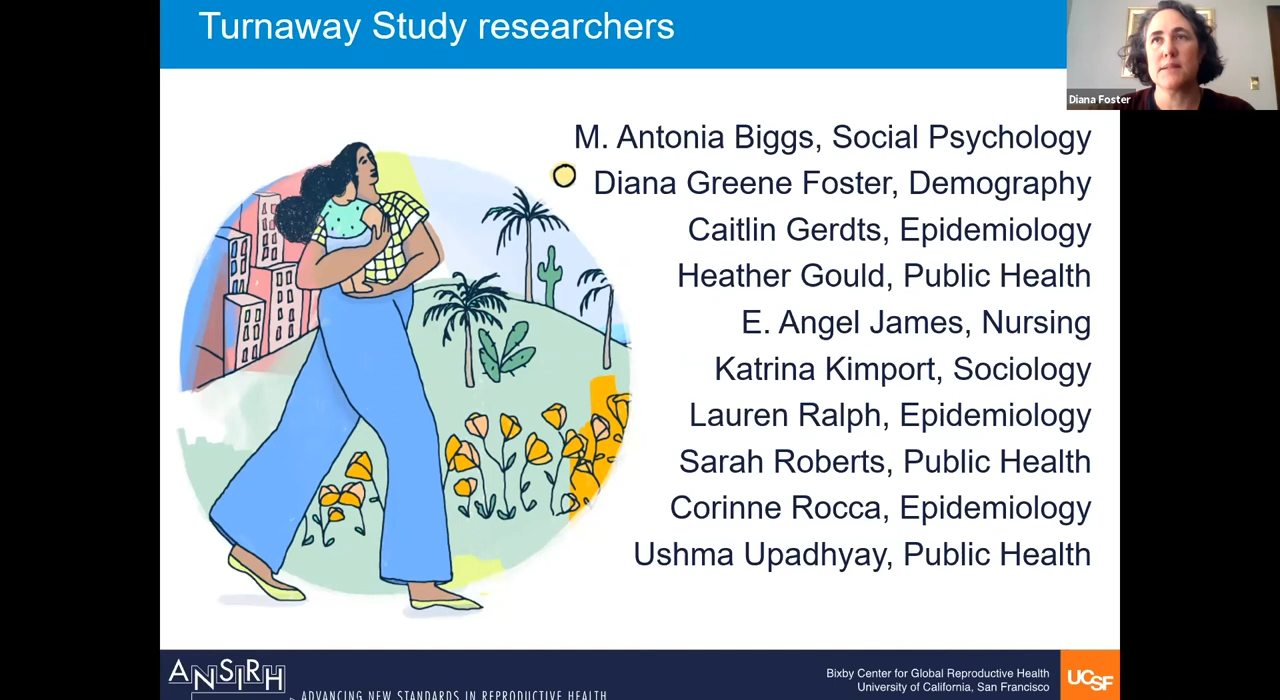 Turnaway Study researchers
Diana Foster
M. Antonia Biggs, Social Psychology
Diana Greene Foster, Demography
Caitlin Gerdts, Epidemiology
Heather Gould, Public Health
E. Angel James, Nursing
Katrina Kimport, Sociology
Lauren Ralph, Epidemiology
Sarah Roberts, Public Health
Corinne Rocca, Epidemiology
Ushma Upadhyay, Public Health
ANSIRH
ADVANCING NEW STANDARDS IN REPRODUCTIVE HEALTH
Bixby Center for Global Reproductive Health
University of California, San Francisco
UCSF